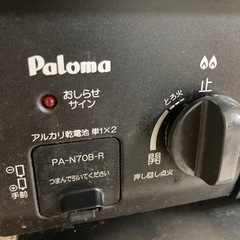 Paloma
おしらせ
サイン
止
とろ火
アルカリ乾電池 単1×2
PA-N70B-R
つまんで引いてください
手前
開
押し回し点火